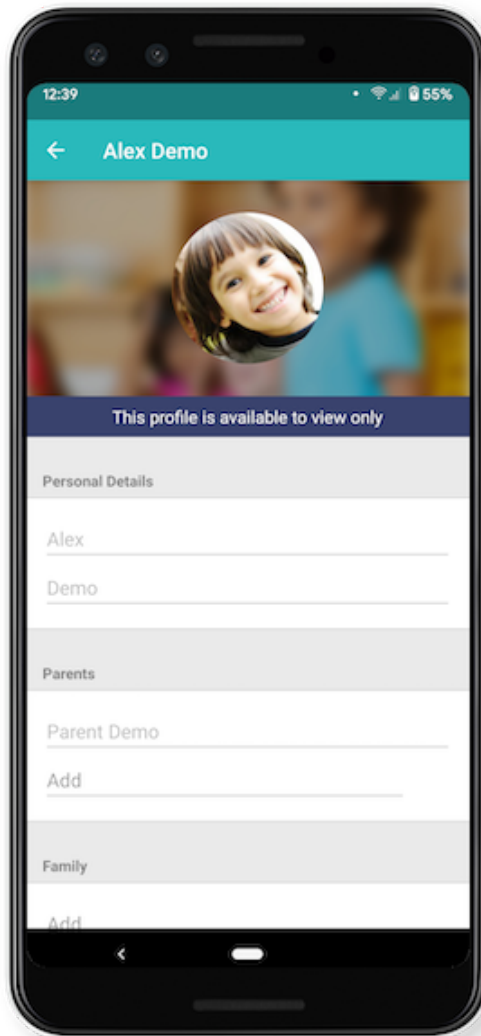 12:39
55%
Alex Demo
This profile is available to view only
Personal Details
Alex
Demo
Parents
Parent Demo
Add
Family
Add